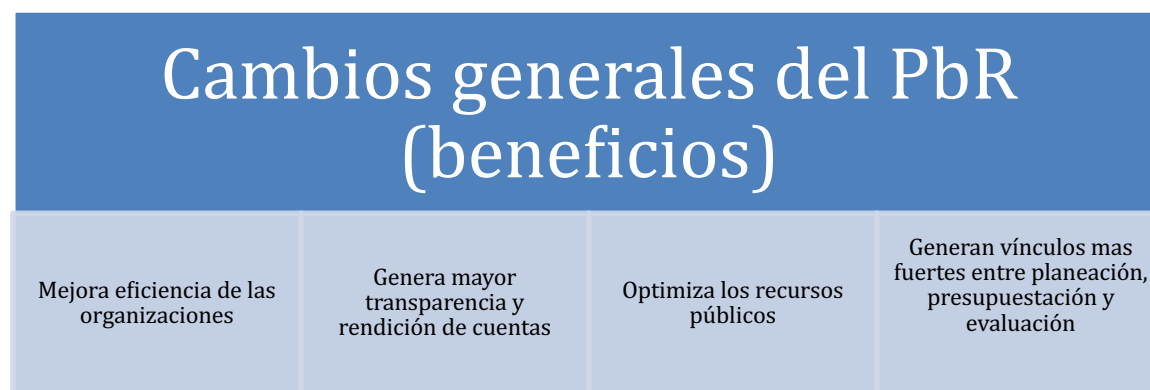 Cambios generales del PbR
(beneficios)
Mejora eficiencia de las
organizaciones
Genera mayor
transparencia y
rendición de cuentas
Optimiza los recursos
públicos
Generan vínculos mas
fuertes entre planeación,
presupuestación y
evaluación